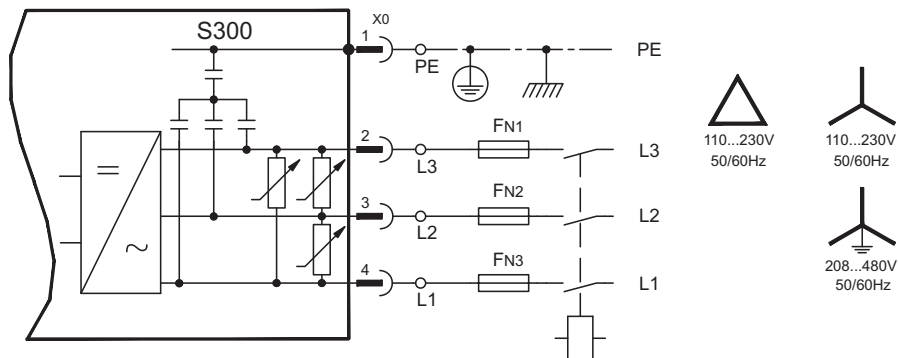 S300
X0
1
PE
PE
2
L3
FN1
L3
3
L2
FN2
L2
4
L1
FN3
L1
=
~
110...230V
50/60Hz
110...230V
50/60Hz
208...480V
50/60Hz